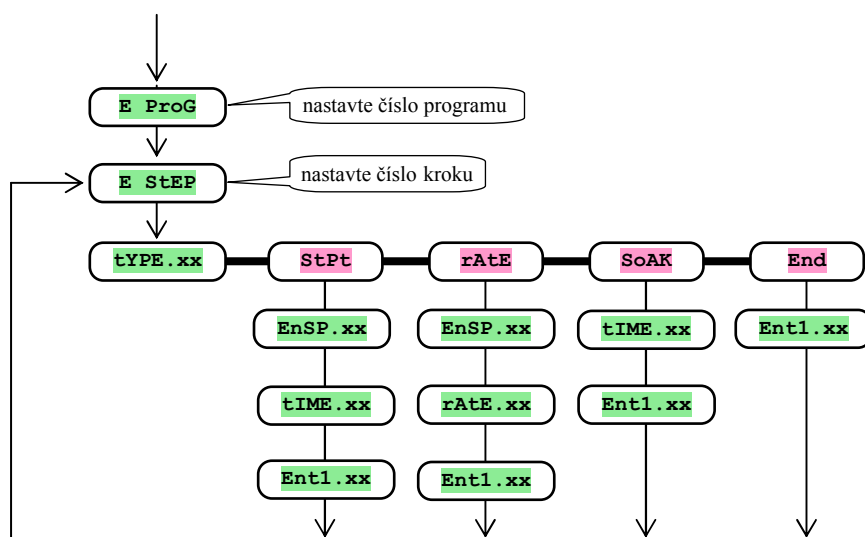 E ProG
nastavte číslo programu
E StEP
nastavte číslo kroku
tYPE.xx StPt rAtE SoAK End
EnSP.xx EnSP.xx tIME.xx Ent1.xx
tIME.xx rAtE.xx Ent1.xx
Ent1.xx Ent1.xx